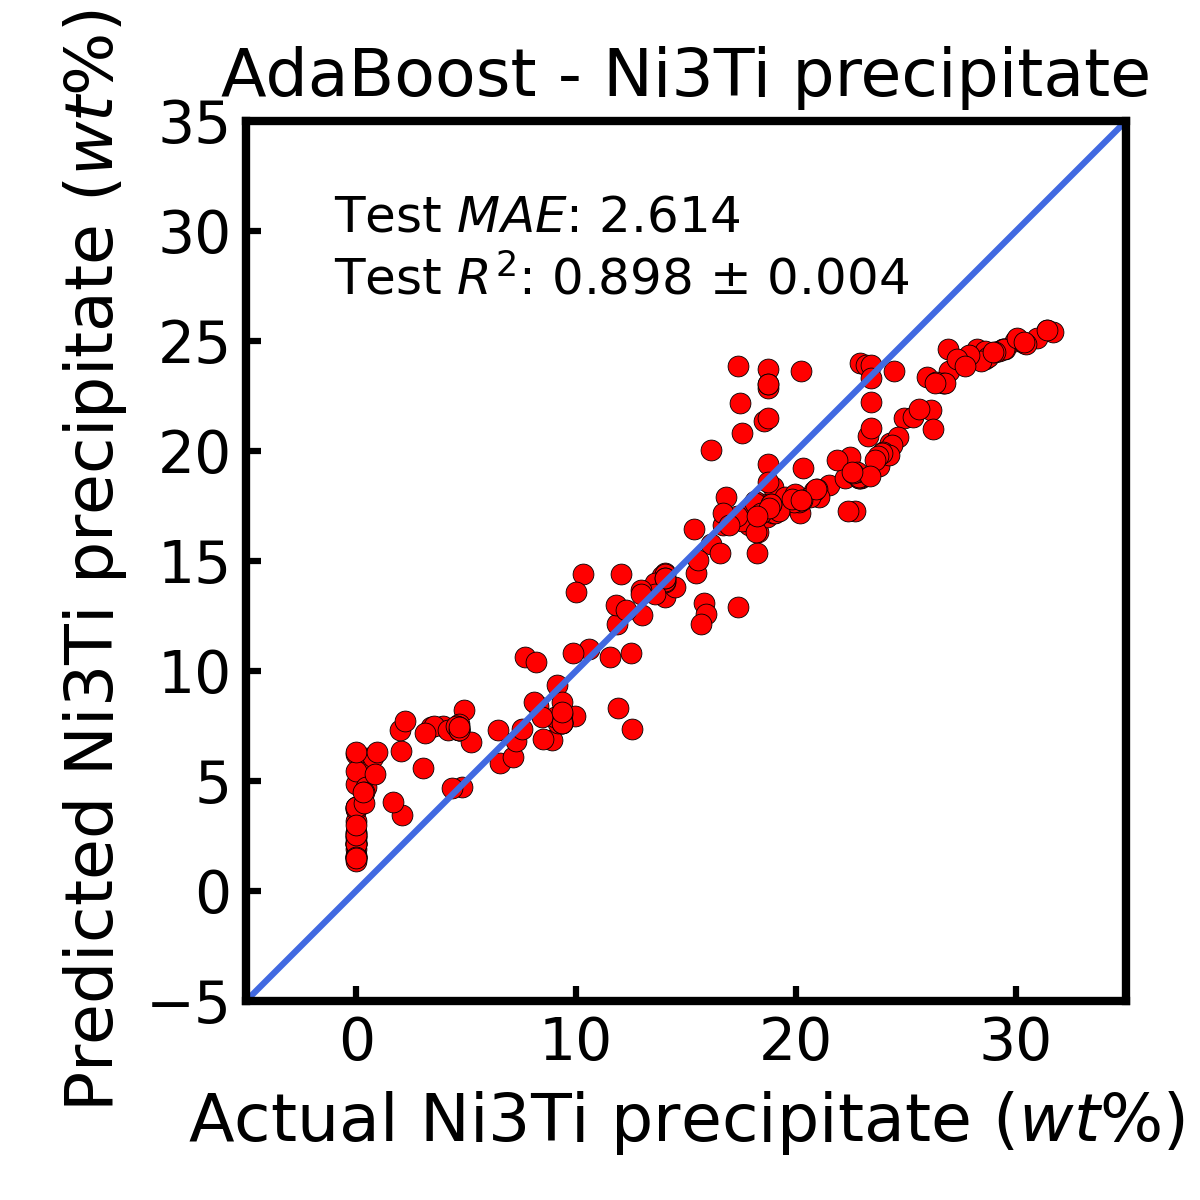 AdaBoost - Ni3Ti precipitate
Predicted Ni3Ti precipitate (wt%)
35
30
25
20
15
10
5
0
−5
Test MAE: 2.614
Test R²: 0.898 ± 0.004
0 10 20 30
Actual Ni3Ti precipitate (wt%)